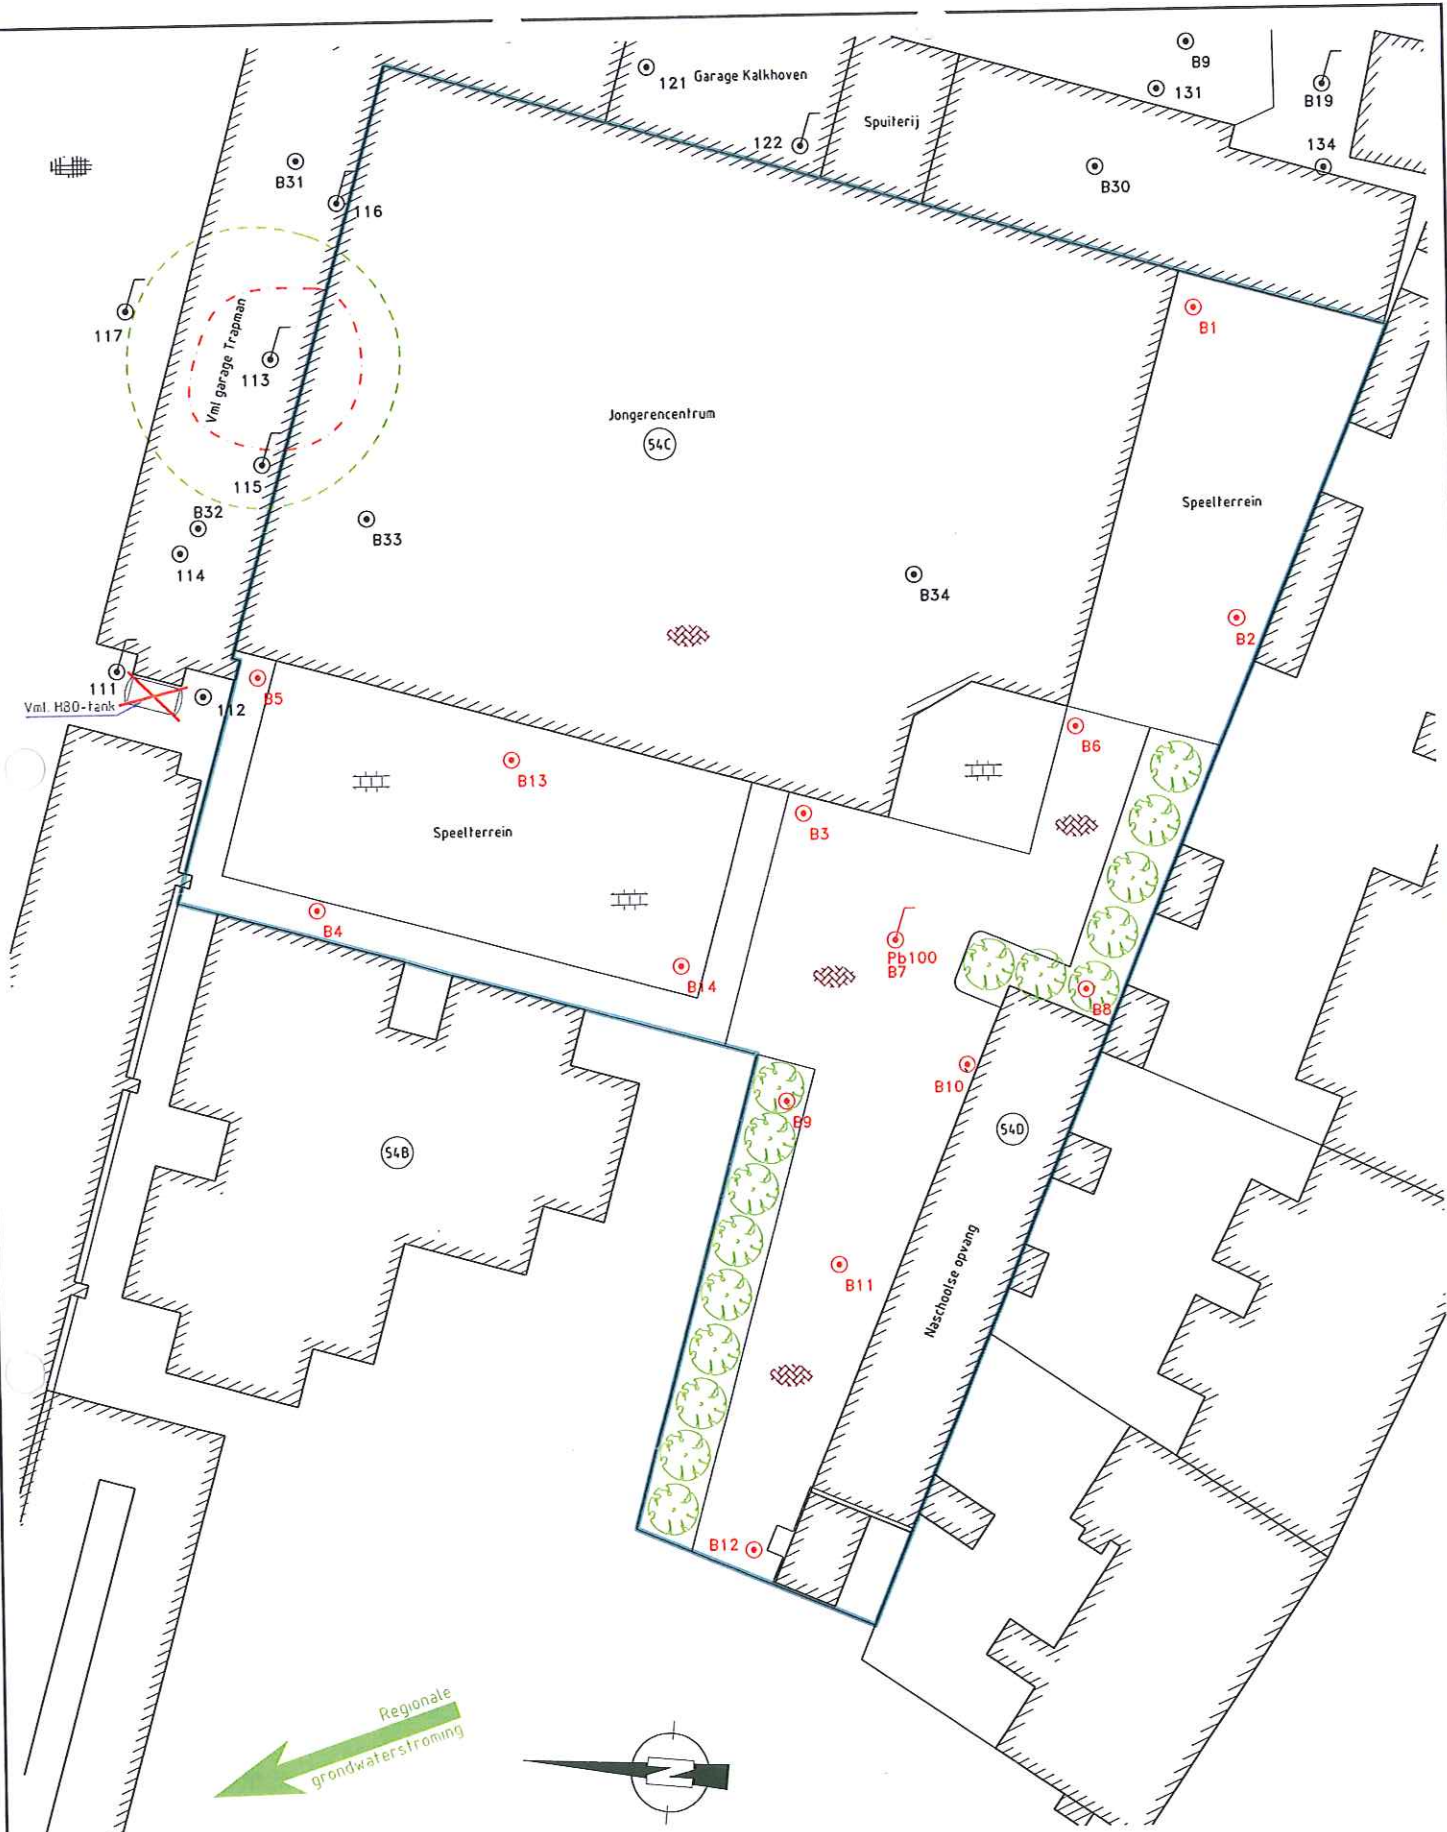 B9
121 Garage Kalkhoven
131
B19
Spuiterij
122
134
B31
B30
116
117
B1
Vml garage Trapman
113
Jongerencentrum
54C
115
Speelterrein
B32
B33
114
B34
B2
111
B5
Vml. HBO-tank
112
B6
B13
B3
Speelterrein
B4
Pb100
B7
B14
B8
B10
B9
54D
54B
Naschoolse opvang
B11
B12
Regionale
grondwaterstroming
N